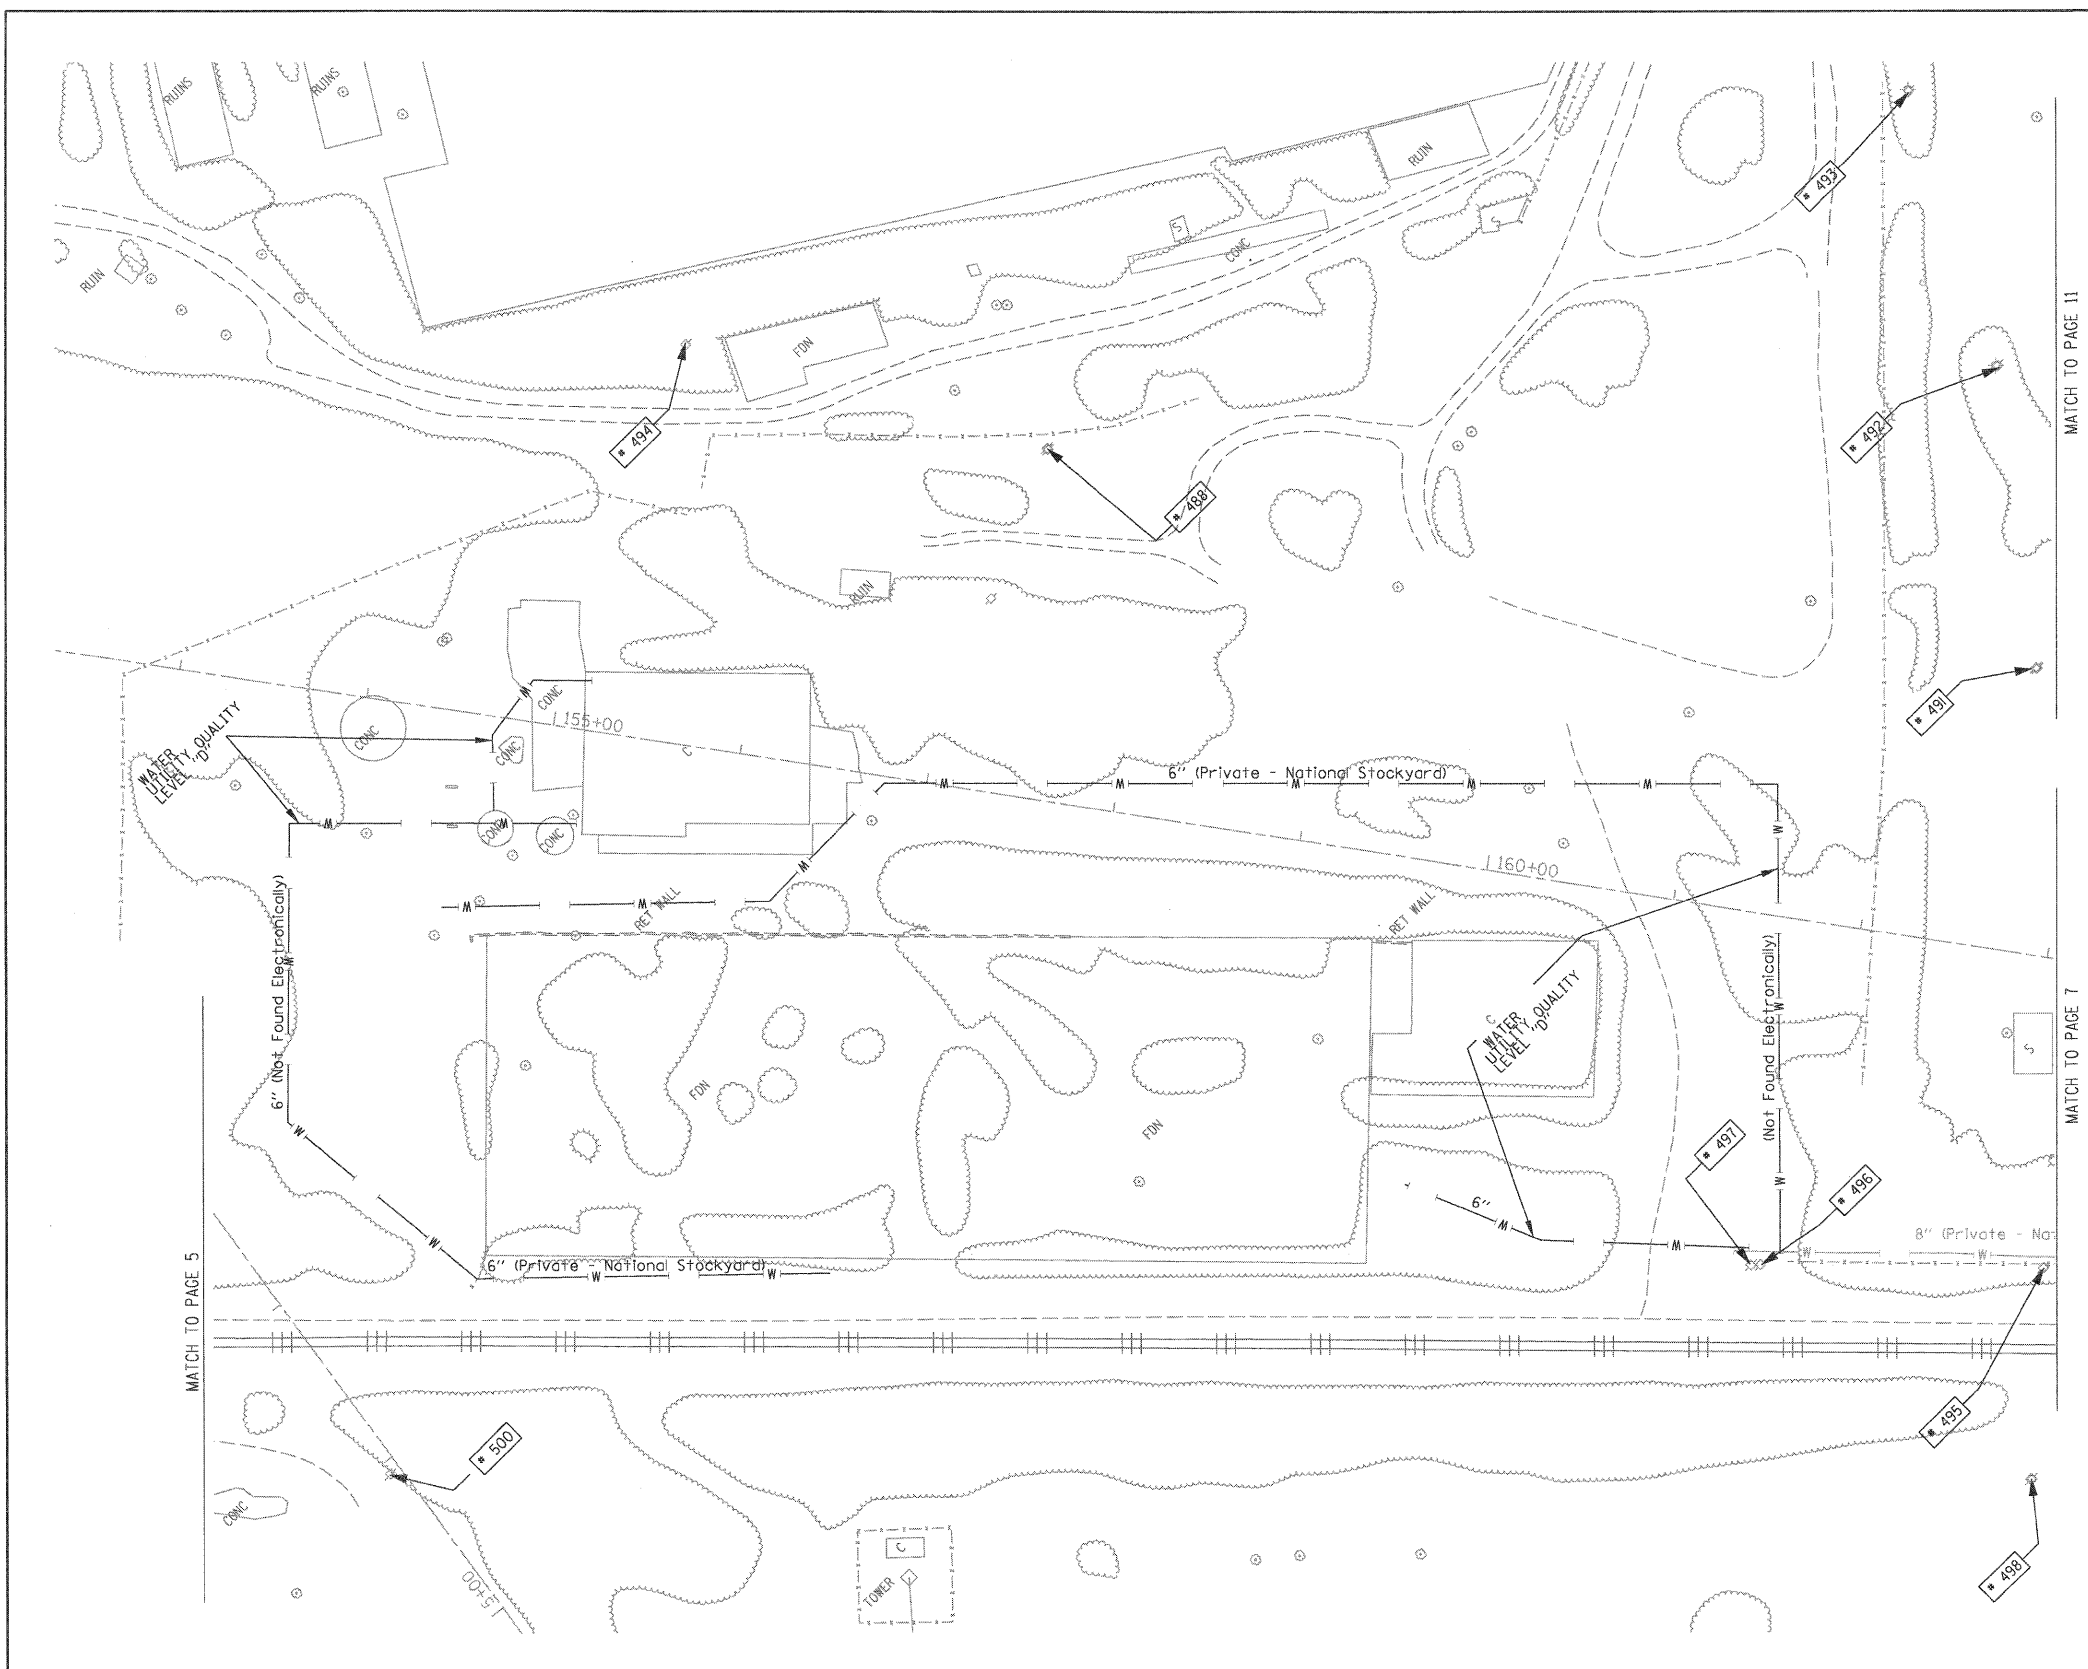 RUINS
RUINS
RUIN
# 493
S
S
CONC
RUIN
MATCH TO PAGE 11
FDN
# 494
# 492
# 488
RUIN
CONC
155+00
# 491
CONC
WATER
UTILITY QUALITY
LEVEL "D"
CONC
C
6" (Private - National Stockyard)
W
W
W
W
W
W
W
W
CONC
CONC
W
W
160+00
W
W
W
RET WALL
RET WALL
6" (Not Found Electronically)
W
(Not Found Electronically)
W
C
WATER
UTILITY QUALITY
LEVEL "D"
S
MATCH TO PAGE 7
FDN
FDN
W
# 497
# 496
W
6"
W
W
W
8" (Private - Na
W
W
6" (Private - National Stockyard)
W
W
MATCH TO PAGE 5
# 500
# 495
CONC
C
TOWER
15+00
# 498